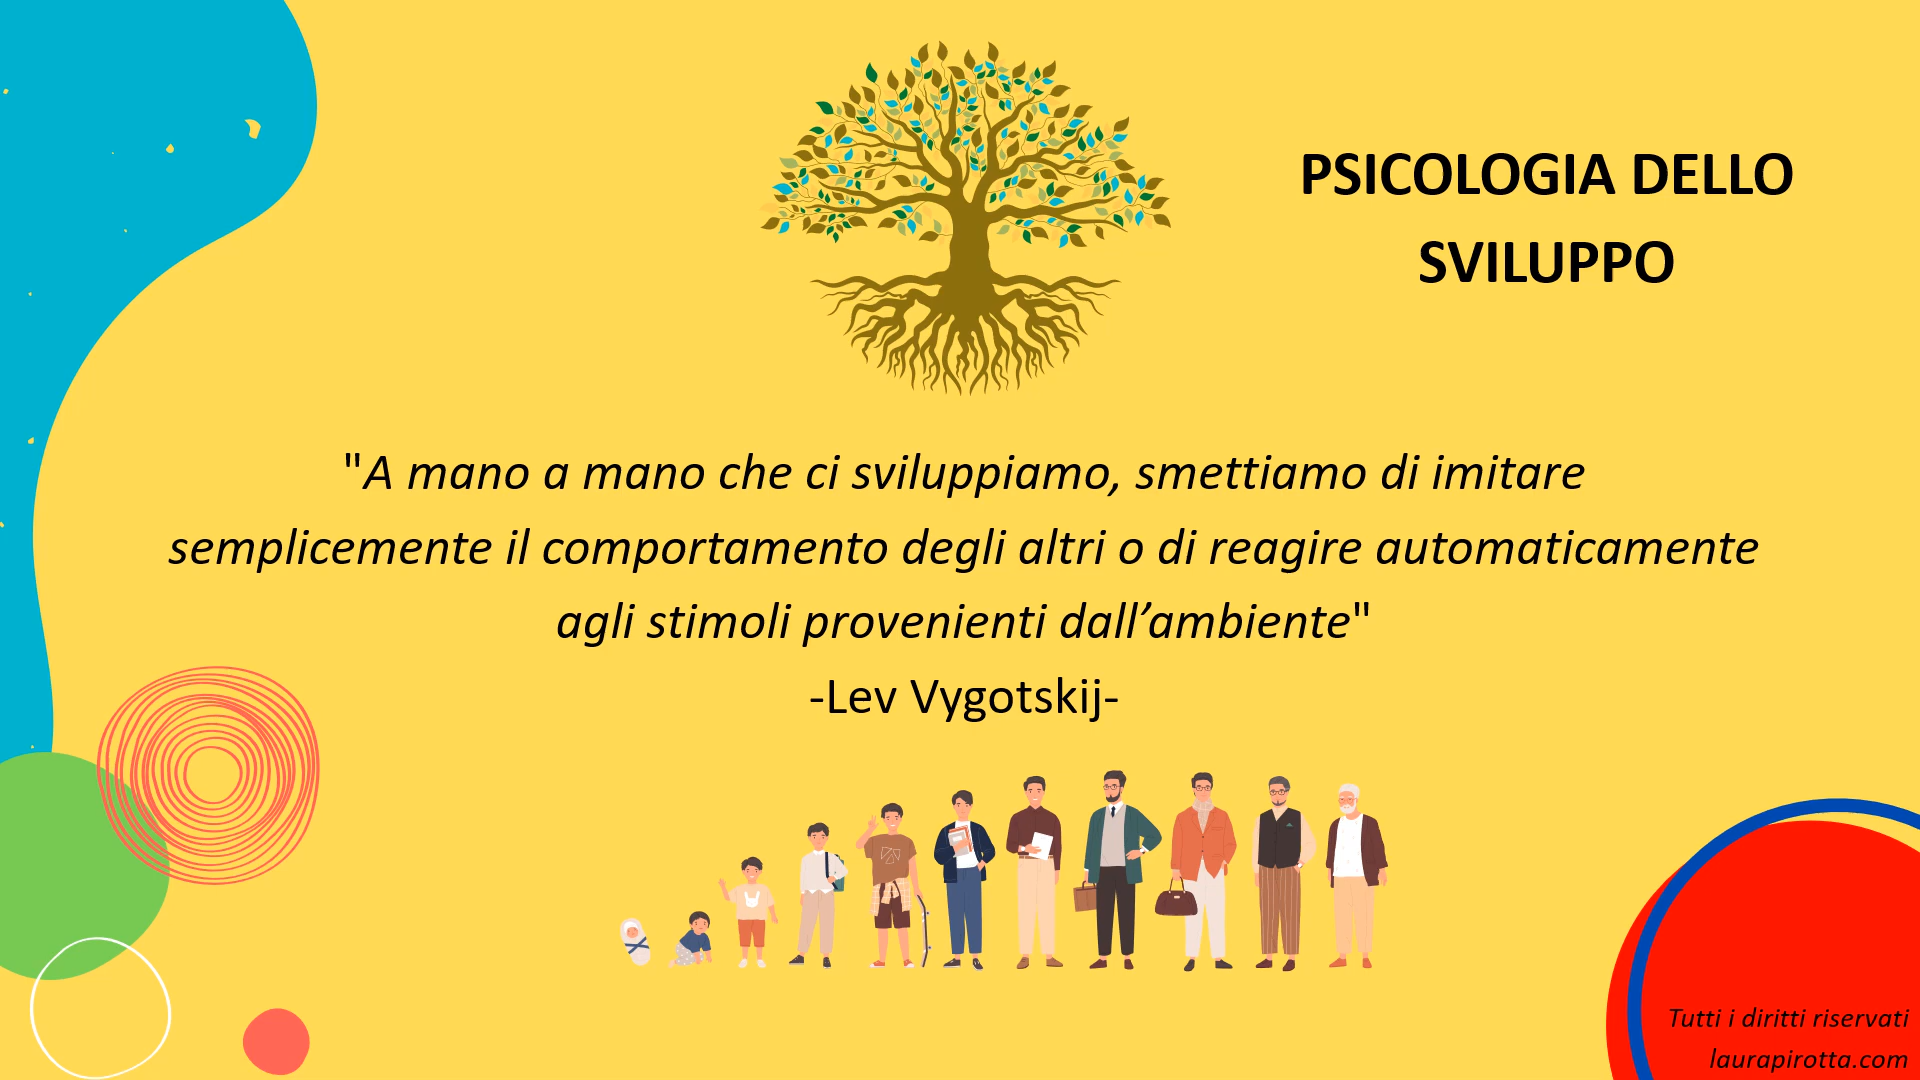 PSICOLOGIA DELLO
SVILUPPO
"A mano a mano che ci sviluppiamo, smettiamo di imitare
semplicemente il comportamento degli altri o di reagire automaticamente
agli stimoli provenienti dall’ambiente"
-Lev Vygotskij-
Tutti i diritti riservati
laurapirotta.com